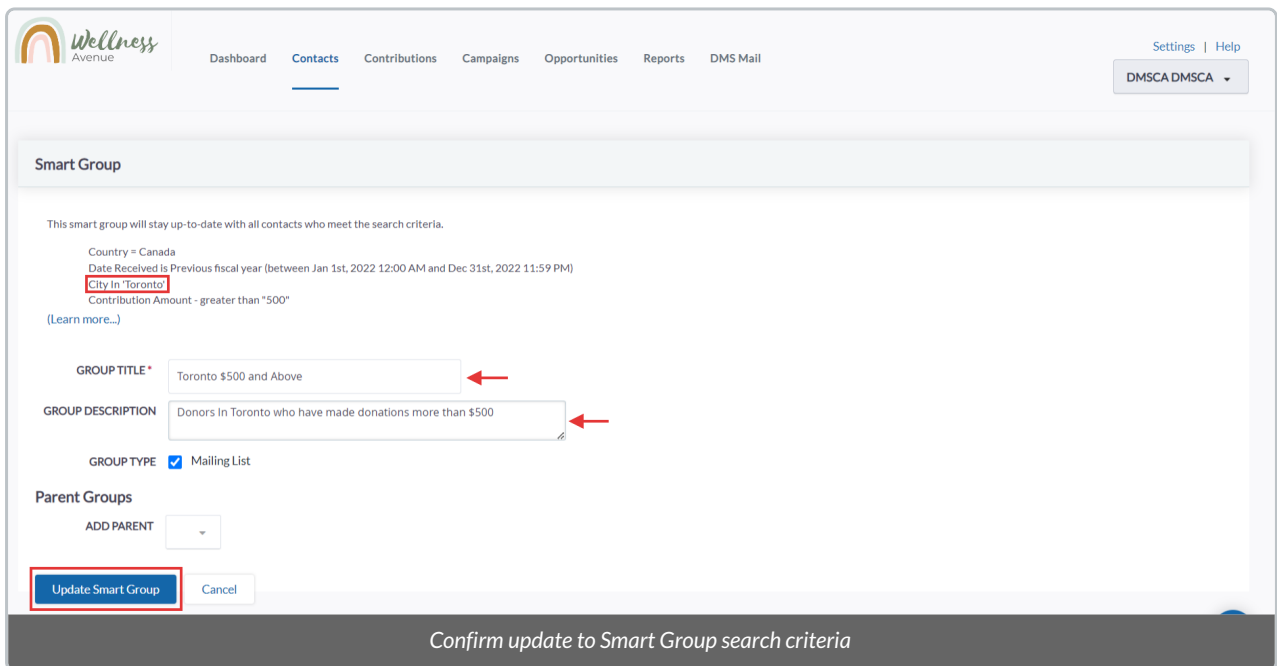 Wellness
Avenue
Dashboard Contacts Contributions Campaigns Opportunities Reports DMS Mail
Settings | Help
DMSCA DMSCA
Smart Group
This smart group will stay up-to-date with all contacts who meet the search criteria.
Country = Canada
Date Received is Previous fiscal year (between Jan 1st, 2022 12:00 AM and Dec 31st, 2022 11:59 PM)
City In 'Toronto'
Contribution Amount - greater than "500"
(Learn more...)
GROUP TITLE * Toronto $500 and Above
GROUP DESCRIPTION Donors In Toronto who have made donations more than $500
GROUP TYPE Mailing List
Parent Groups
ADD PARENT
Update Smart Group Cancel
Confirm update to Smart Group search criteria